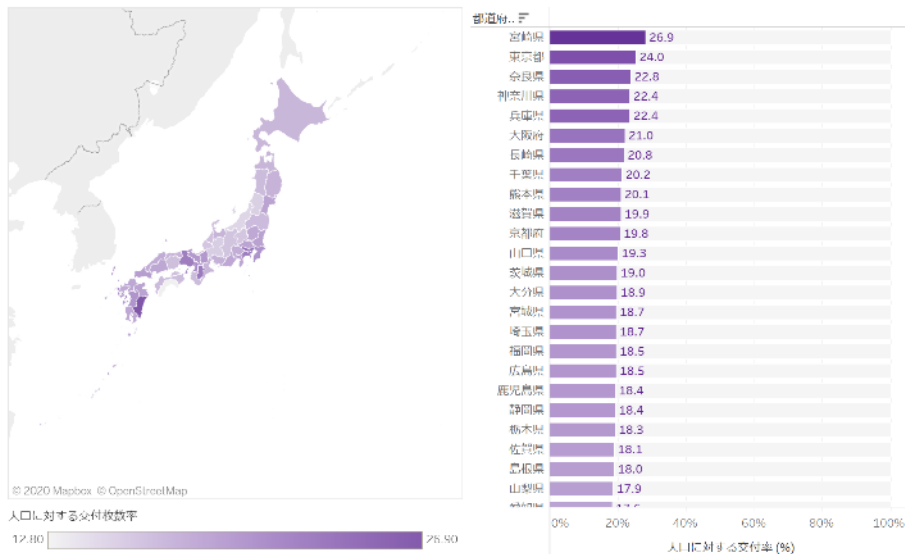 都道府..
宮崎県 26.9
東京都 24.0
奈良県 22.8
神奈川県 22.4
兵庫県 22.4
大阪府 21.0
長崎県 20.8
千葉県 20.2
熊本県 20.1
滋賀県 19.9
京都府 19.8
山口県 19.3
茨城県 19.0
大分県 18.9
宮城県 18.7
埼玉県 18.7
福岡県 18.5
広島県 18.5
鹿児島県 18.4
静岡県 18.4
栃木県 18.3
佐賀県 18.1
島根県 18.0
山梨県 17.9
0% 20% 40% 60% 80% 100%
人口に対する交付率 (%)
© 2020 Mapbox © OpenStreetMap
人口に対する交付枚数率
12.80 26.90